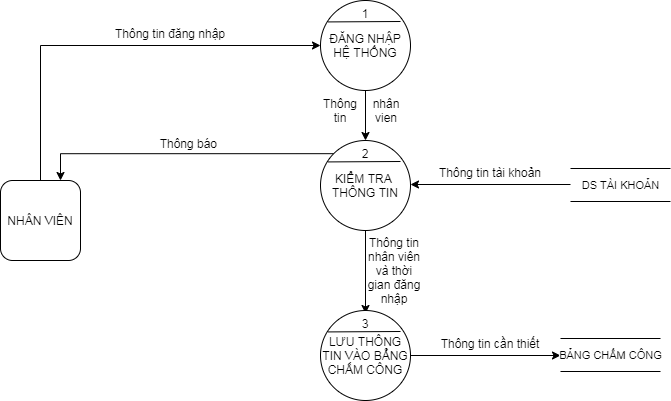 1
Thông tin đăng nhập
ĐĂNG NHẬP
HỆ THỐNG
Thông nhân
tin vien
Thông báo
2
KIỂM TRA
THÔNG TIN
Thông tin tài khoản
DS TÀI KHOẢN
NHÂN VIÊN
Thông tin
nhân viên
và thời
gian đăng
nhập
3
LƯU THÔNG
TIN VÀO BẢNG
CHẤM CÔNG
Thông tin cần thiết
BẢNG CHẤM CÔNG